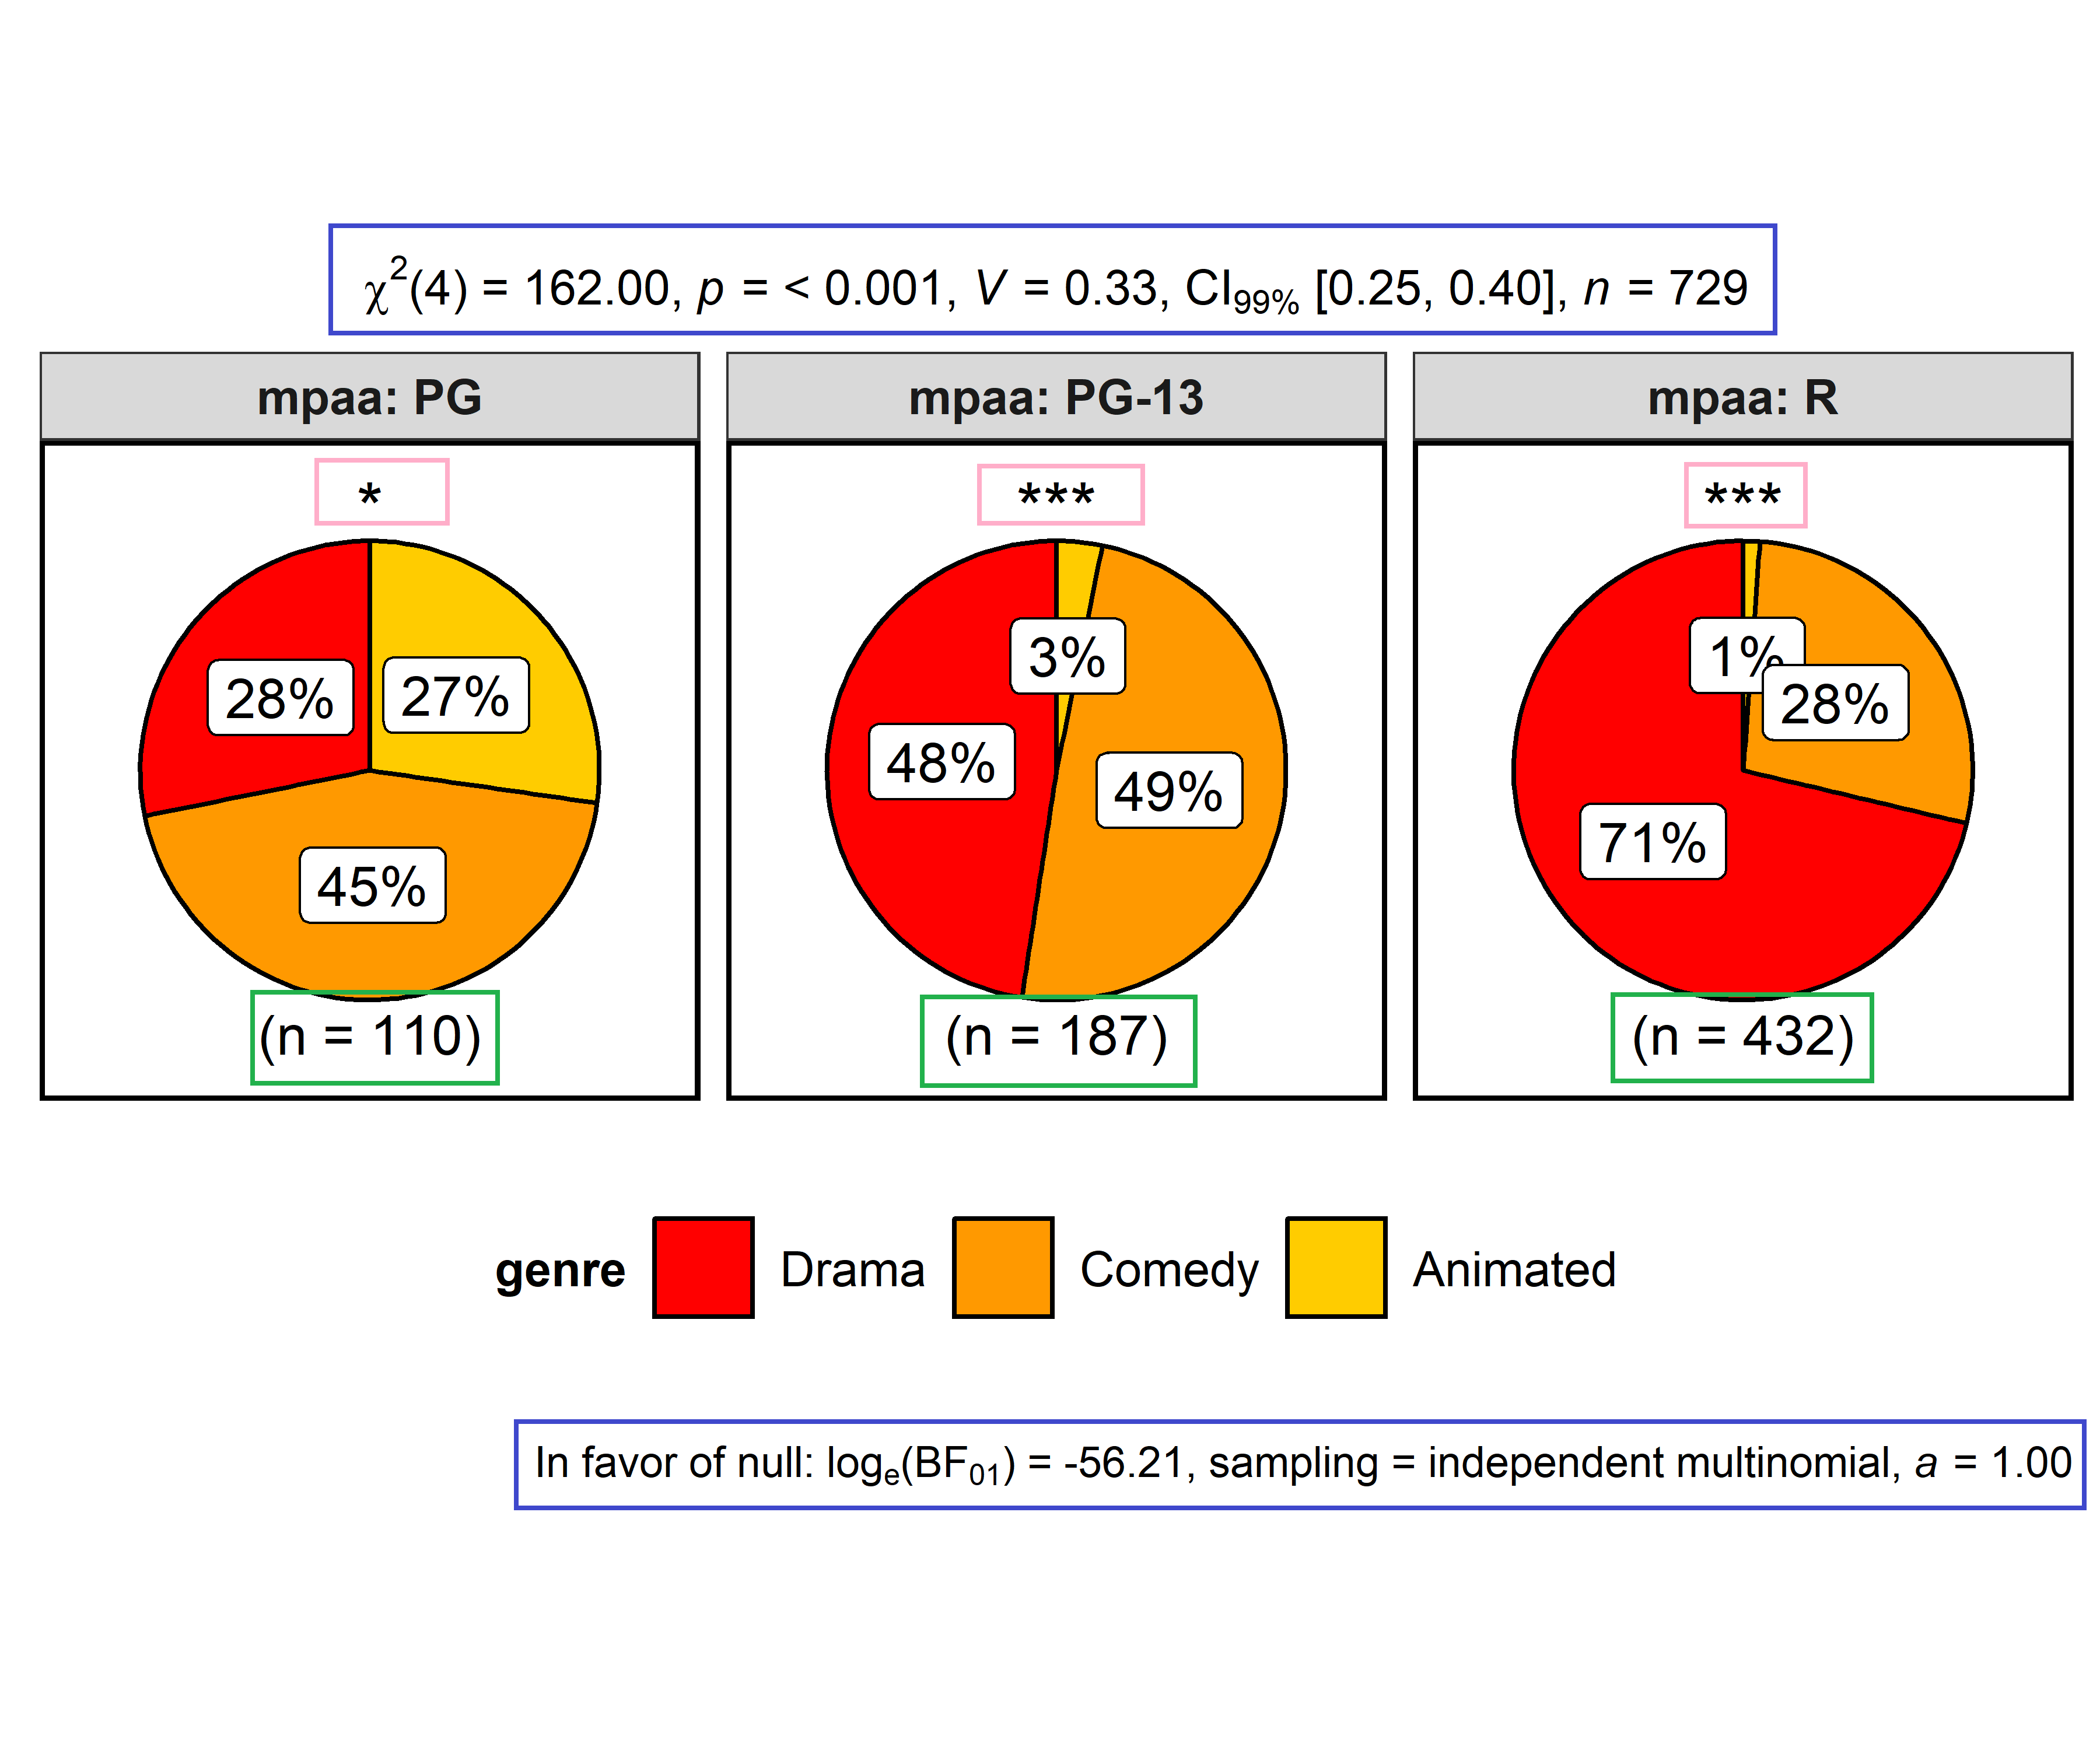 χ²(4) = 162.00, p = < 0.001, V = 0.33, CI99% [0.25, 0.40], n = 729
mpaa: PG
mpaa: PG-13
mpaa: R
*
***
***
28%
27%
45%
3%
48%
49%
1%
28%
71%
(n = 110)
(n = 187)
(n = 432)
genre Drama Comedy Animated
In favor of null: loge(BF01) = -56.21, sampling = independent multinomial, a = 1.00